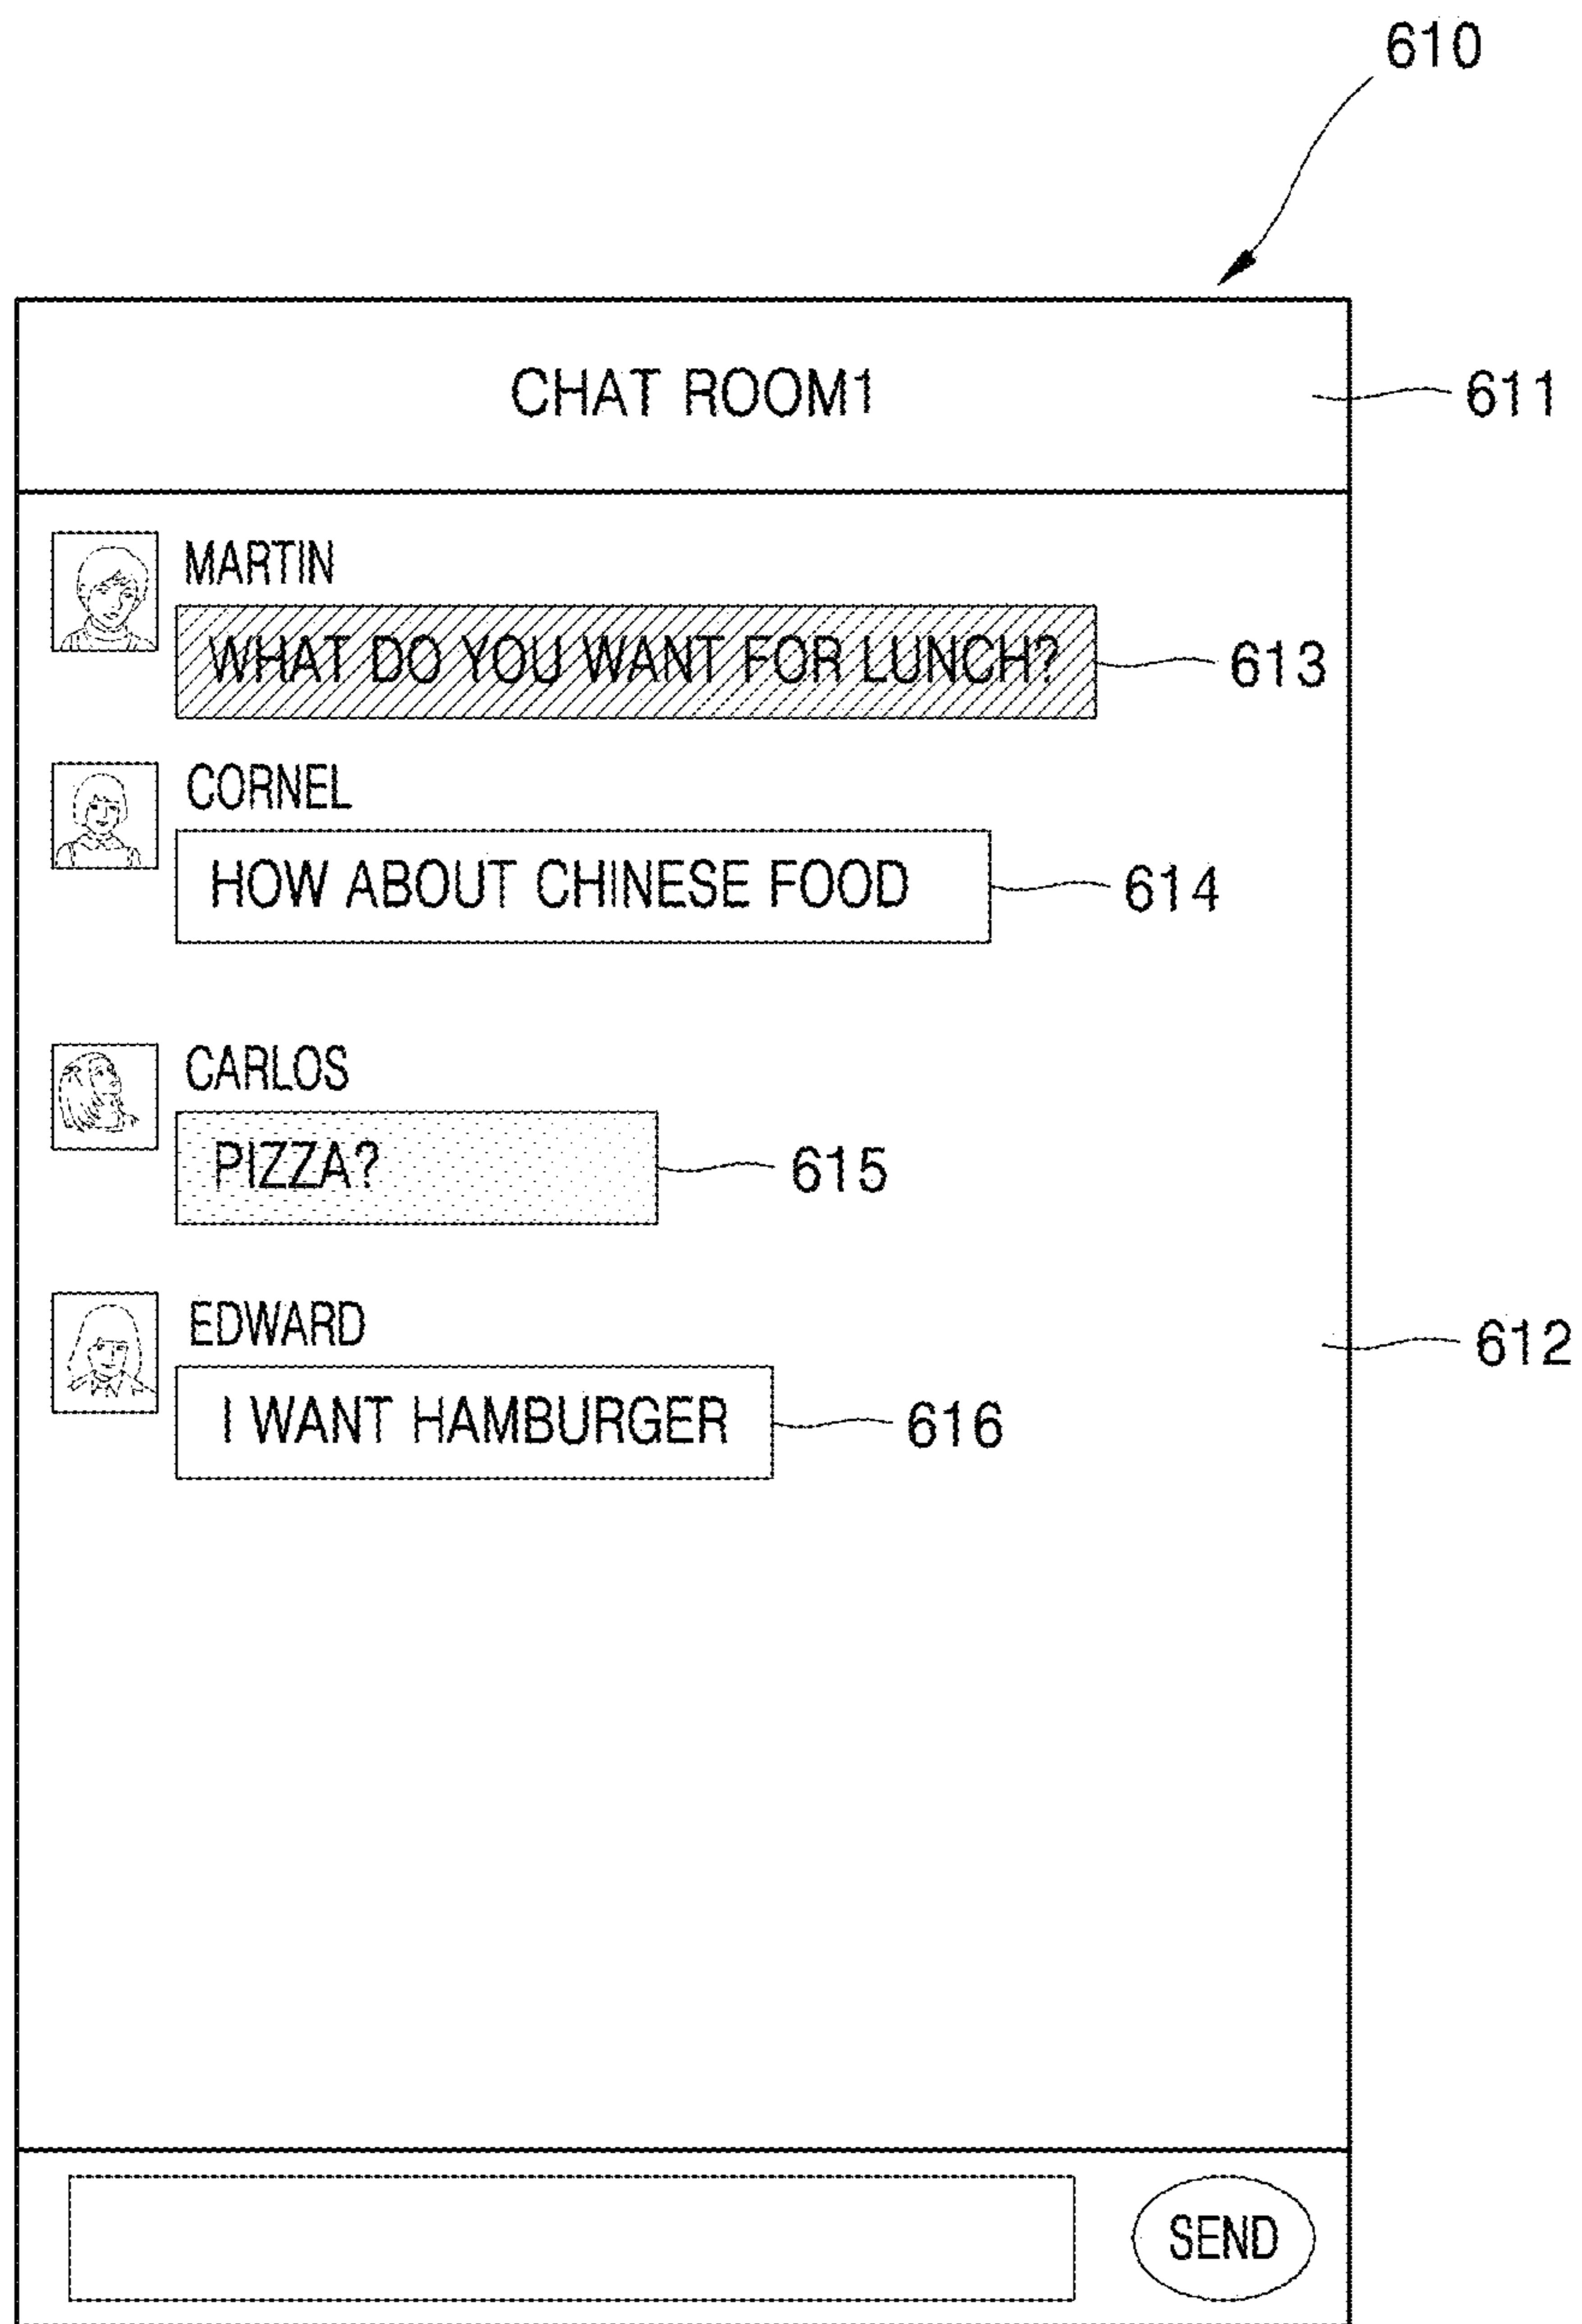 610
CHAT ROOM1
611
MARTIN
WHAT DO YOU WANT FOR LUNCH?
613
CORNEL
HOW ABOUT CHINESE FOOD
614
CARLOS
PIZZA?
615
EDWARD
612
I WANT HAMBURGER
616
SEND